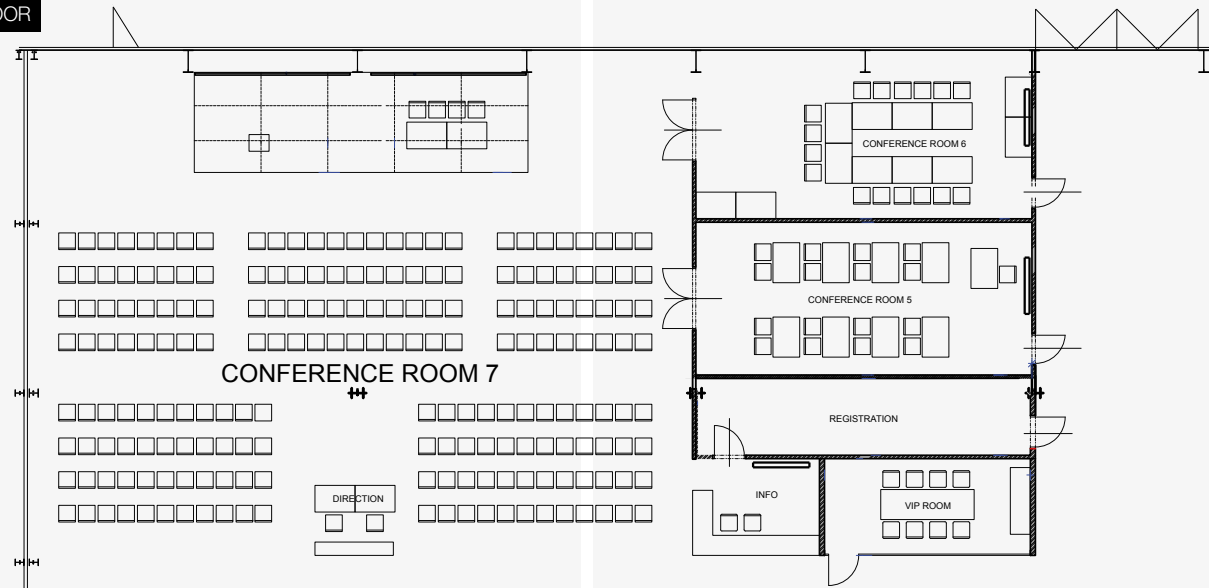 OOR
CONFERENCE ROOM 6
CONFERENCE ROOM 5
CONFERENCE ROOM 7
REGISTRATION
DIRECTION
INFO
VIP ROOM